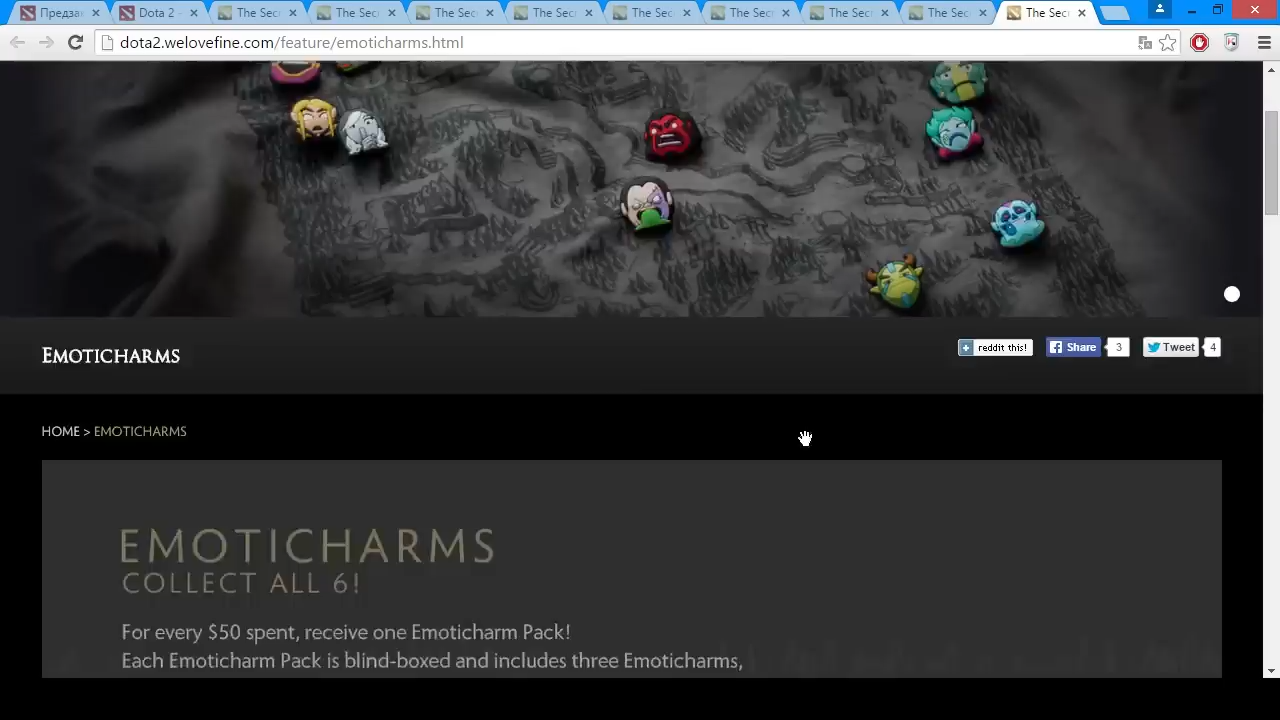 Предза
Dota 2 -
The Sec
The Sec
The Sec
The Sec
The Sec
The Sec
The Sec
The Sec
The Sec
dota2.welovefine.com/feature/emoticharms.html
EMOTICHARMS
reddit this!
Share 3
Tweet 4
HOME > EMOTICHARMS
EMOTICHARMS
COLLECT ALL 6!
For every $50 spent, receive one Emoticharm Pack!
Each Emoticharm Pack is blind-boxed and includes three Emoticharms,